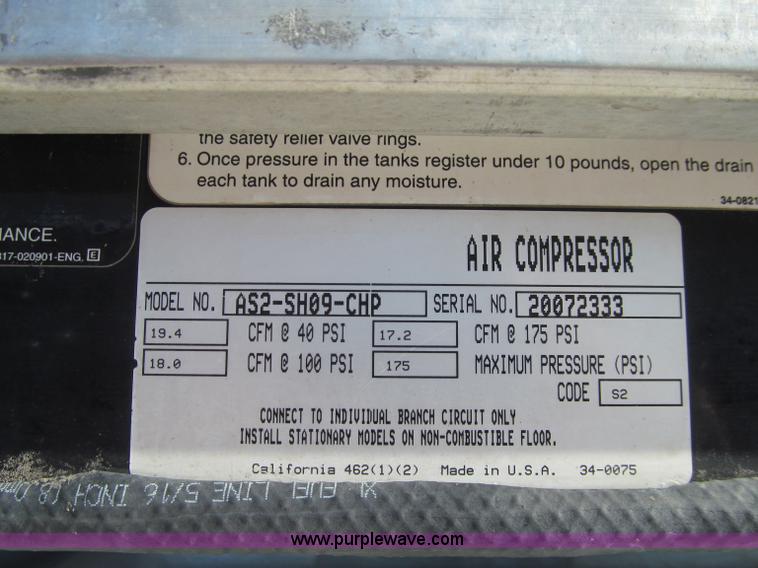 the safety relief valve rings.
6. Once pressure in the tanks register under 10 pounds, open the drain
each tank to drain any moisture.
34-0821
IANCE.
317-020901-ENG. E
AIR COMPRESSOR
MODEL NO. AS2-SH09-CHP SERIAL NO. 20072333
19.4 CFM @ 40 PSI 17.2 CFM @ 175 PSI
18.0 CFM @ 100 PSI 175 MAXIMUM PRESSURE (PSI)
CODE S2
CONNECT TO INDIVIDUAL BRANCH CIRCUIT ONLY
INSTALL STATIONARY MODELS ON NON-COMBUSTIBLE FLOOR.
California 462(1)(2) Made in U.S.A. 34-0075
XL FUEL LINE 5/16 INCH (8.0mm
www.purplewave.com